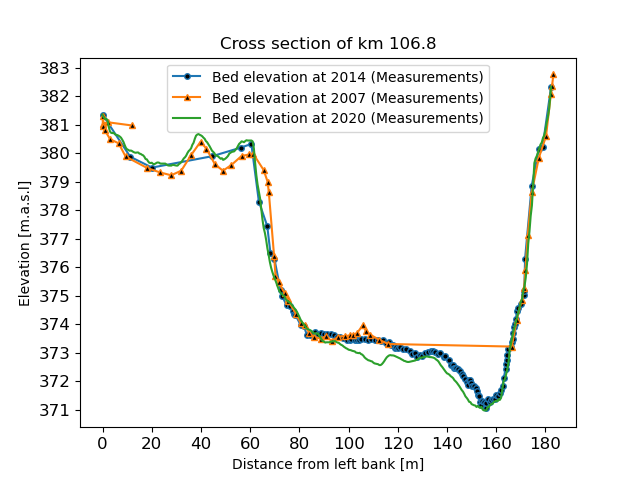 Cross section of km 106.8
Bed elevation at 2014 (Measurements)
Bed elevation at 2007 (Measurements)
Bed elevation at 2020 (Measurements)
Elevation [m.a.s.l]
383
382
381
380
379
378
377
376
375
374
373
372
371
0 20 40 60 80 100 120 140 160 180
Distance from left bank [m]